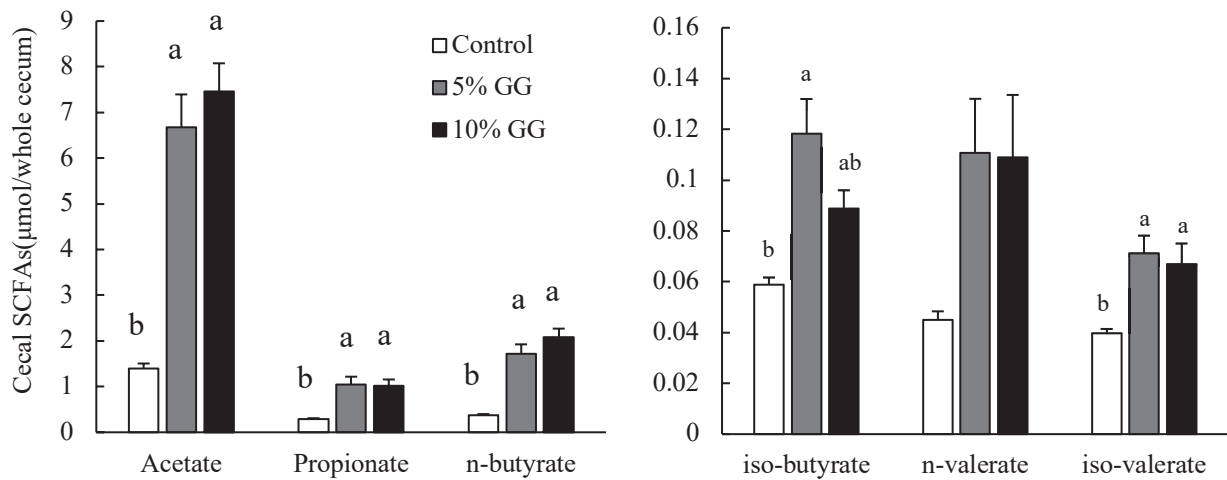 Cecal SCFAs(μmol/whole cecum)
9
8
7
6
5
4
3
2
1
0
Control
5% GG
10% GG
b
a
a
b
a
a
b
a
a
Acetate
Propionate
n-butyrate
0.16
0.14
0.12
0.1
0.08
0.06
0.04
0.02
0
b
a
ab
b
a
a
iso-butyrate
n-valerate
iso-valerate